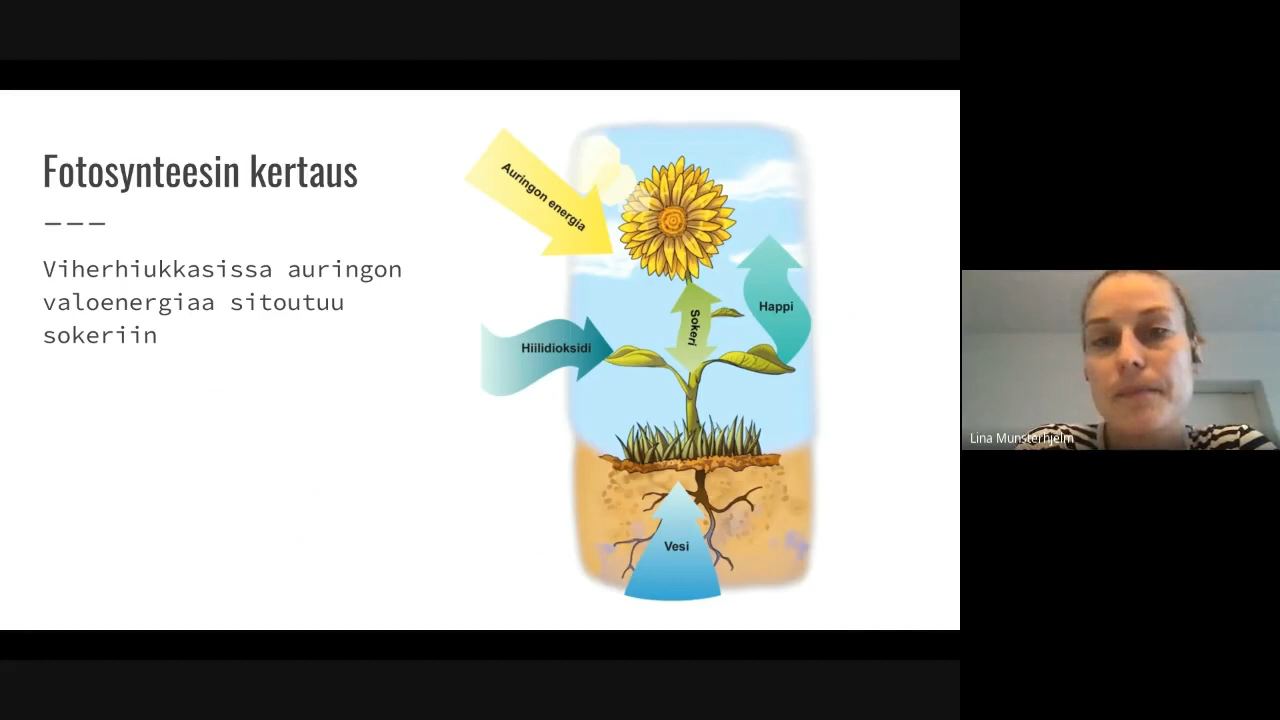 Fotosynteesin kertaus
Viherhiukkasissa auringon
valoenergiaa sitoutuu
sokeriin
Auringon energia
Hiilidioksidi
Sokeri
Happi
Vesi
Lina Munsterhjelm